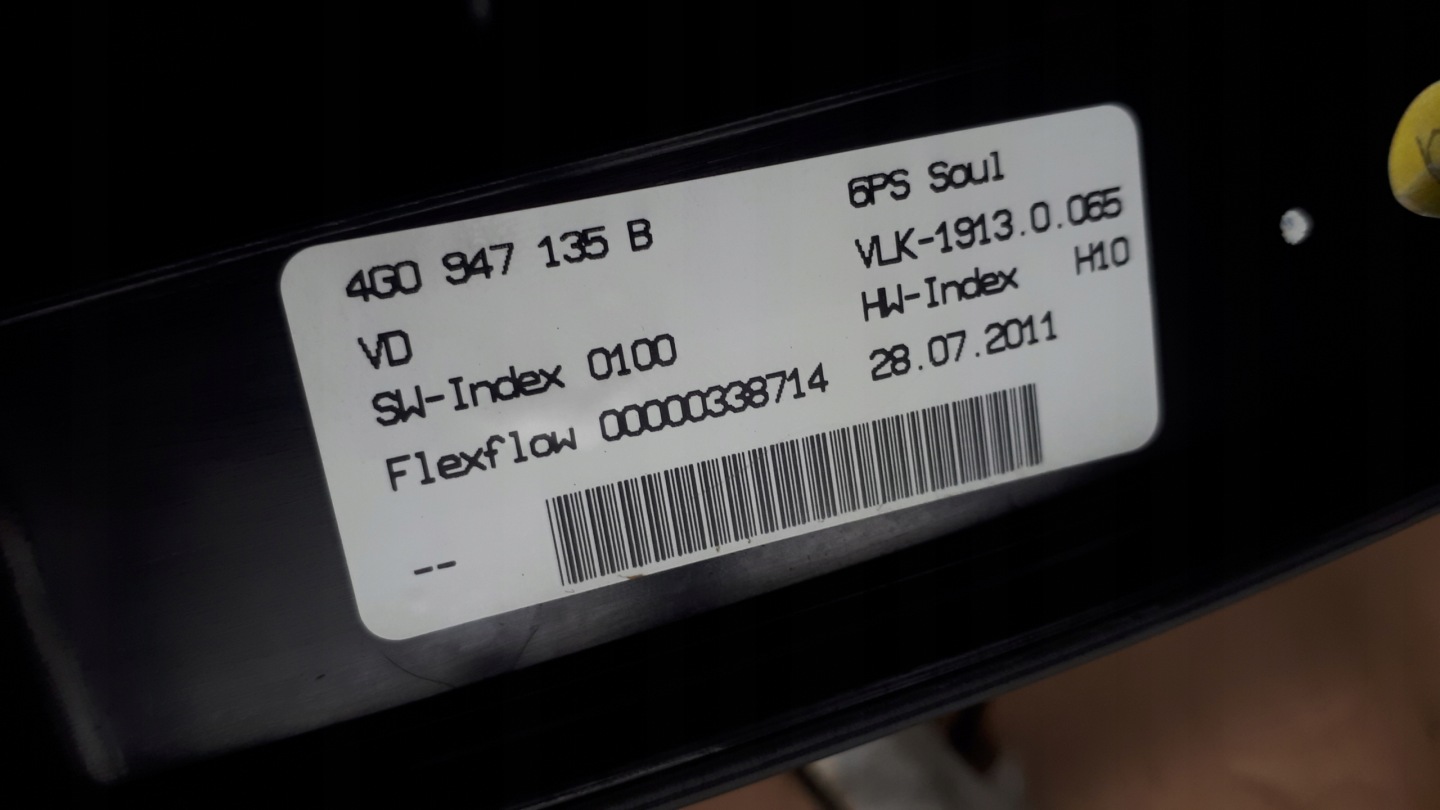 4G0 947 135 B
6PS Soul
VLK-1913.0.065
VD
HW-Index H10
SW-Index 0100
28.07.2011
Flexflow 00000338714
--